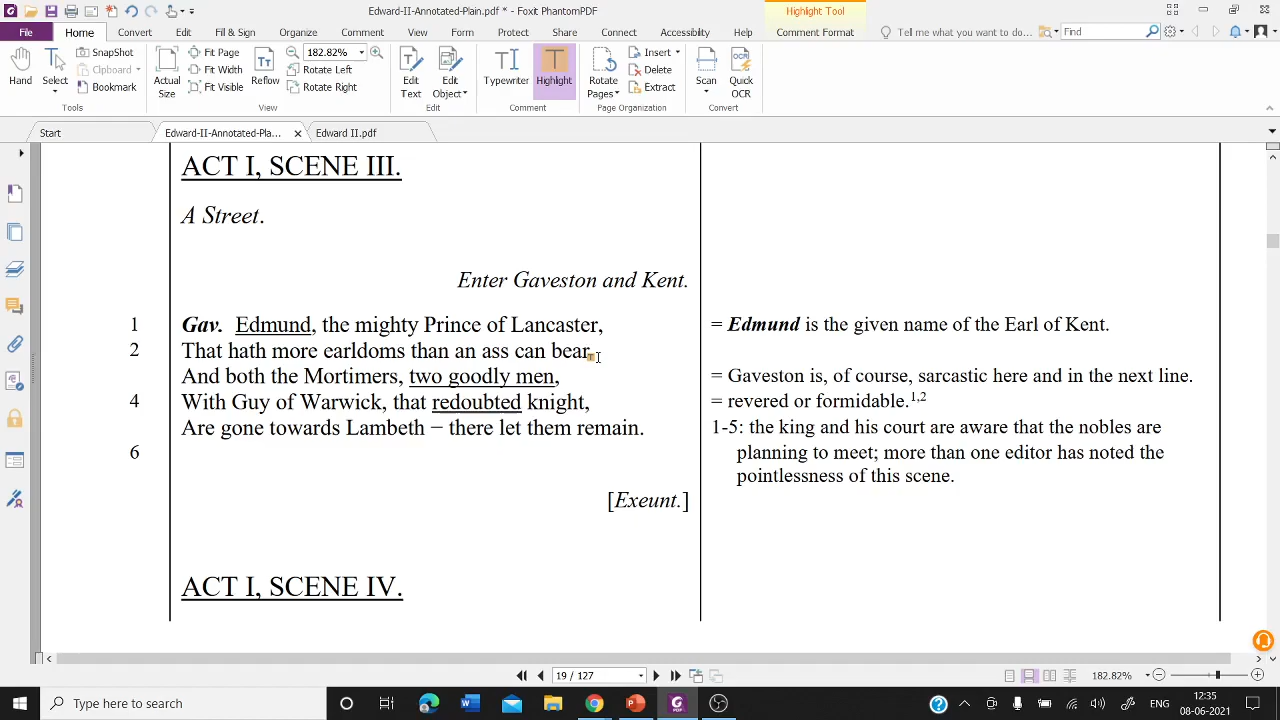 Edward-II-Annotated-Plain.pdf * - Foxit PhantomPDF
Highlight Tool
File Home Convert Edit Fill & Sign Organize Comment View Form Protect Share Connect Accessibility Help Comment Format
Tell me what you want to do...
Find
Hand
Select
SnapShot
Clipboard
Bookmark
Tools
Actual Size
Fit Page
Fit Width
Fit Visible
Reflow
182.82%
Rotate Left
Rotate Right
View
Edit Text
Edit Object
Edit
Typewriter
Highlight
Comment
Rotate Pages
Insert
Delete
Extract
Page Organization
Scan
Quick OCR
Convert
Start
Edward-II-Annotated-Pla...
Edward II.pdf
ACT I, SCENE III.
A Street.
Enter Gaveston and Kent.
1 Gav. Edmund, the mighty Prince of Lancaster, = Edmund is the given name of the Earl of Kent.
2 That hath more earldoms than an ass can bear,
And both the Mortimers, two goodly men, = Gaveston is, of course, sarcastic here and in the next line.
4 With Guy of Warwick, that redoubted knight, = revered or formidable.1,2
Are gone towards Lambeth − there let them remain. 1-5: the king and his court are aware that the nobles are
6 planning to meet; more than one editor has noted the
pointlessness of this scene.
[Exeunt.]
ACT I, SCENE IV.
19 / 127
182.82%
Type here to search
ENG
12:35
08-06-2021